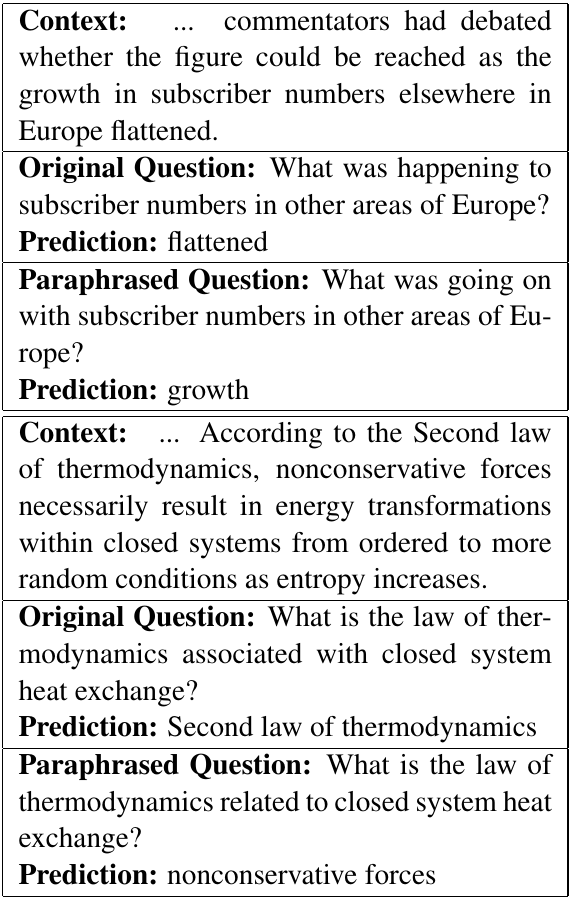 Context: ... commentators had debated
whether the figure could be reached as the
growth in subscriber numbers elsewhere in
Europe flattened.
Original Question: What was happening to
subscriber numbers in other areas of Europe?
Prediction: flattened
Paraphrased Question: What was going on
with subscriber numbers in other areas of Eu-
rope?
Prediction: growth
Context: ... According to the Second law
of thermodynamics, nonconservative forces
necessarily result in energy transformations
within closed systems from ordered to more
random conditions as entropy increases.
Original Question: What is the law of ther-
modynamics associated with closed system
heat exchange?
Prediction: Second law of thermodynamics
Paraphrased Question: What is the law of
thermodynamics related to closed system heat
exchange?
Prediction: nonconservative forces